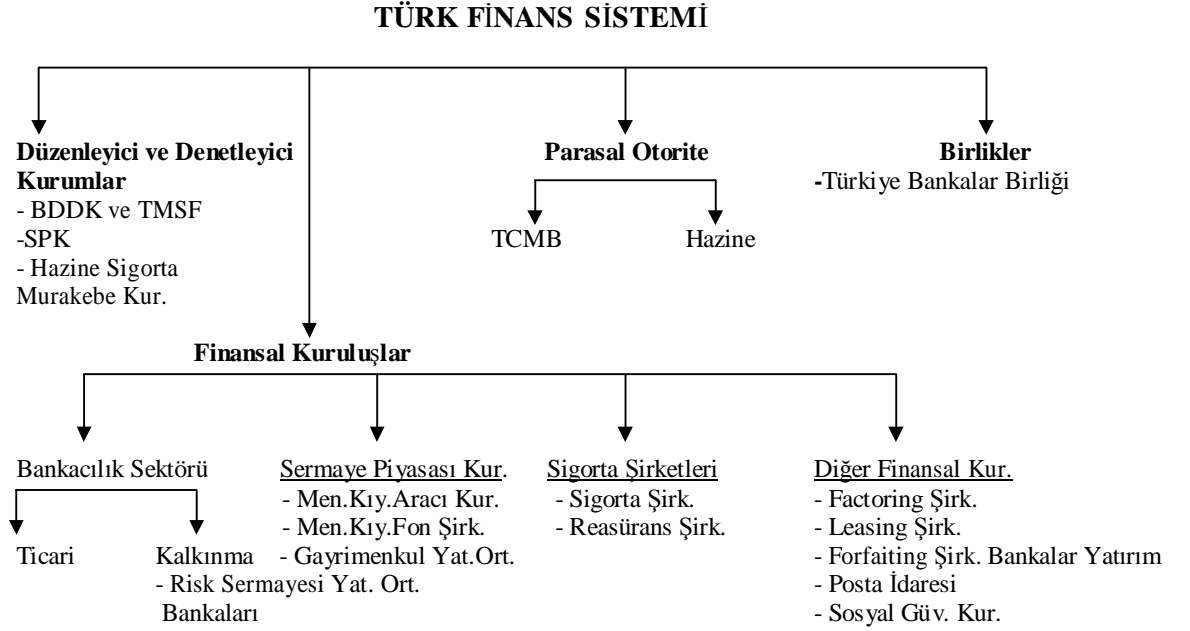 TÜRK FİNANS SİSTEMİ
Düzenleyici ve Denetleyici
Kurumlar
- BDDK ve TMSF
-SPK
- Hazine Sigorta
Murakebe Kur.
Parasal Otorite
TCMB
Hazine
Birlikler
-Türkiye Bankalar Birliği
Finansal Kuruluşlar
Bankacılık Sektörü
Ticari
Kalkınma
- Risk Sermayesi Yat. Ort.
Bankaları
Sermaye Piyasası Kur.
- Men.Kıy.Aracı Kur.
- Men.Kıy.Fon Şirk.
- Gayrimenkul Yat.Ort.
Sigorta Şirketleri
- Sigorta Şirk.
- Reasürans Şirk.
Diğer Finansal Kur.
- Factoring Şirk.
- Leasing Şirk.
- Forfaiting Şirk. Bankalar Yatırım
- Posta İdaresi
- Sosyal Güv. Kur.